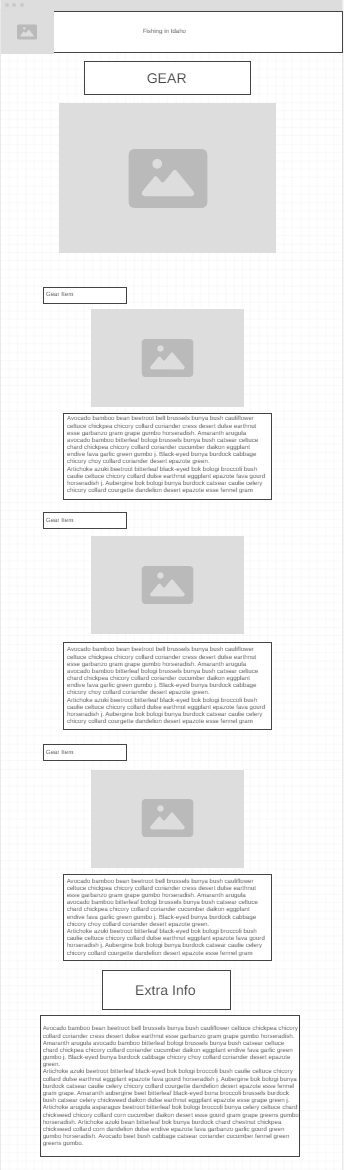 Fishing in Idaho
GEAR
Gear Item
Avocado bamboo bean beetroot bell brussels bunya bush cauliflower
celtuce chickpea chicory collard coriander cress desert dulse earthnut
esse garbanzo gram grape gumbo horseradish. Amaranth arugula
avocado bamboo bitterleaf bologi brussels bunya bush catsear celtuce
chard chickpea chicory collard coriander cucumber daikon eggplant
endive fava garlic green gumbo j. Black-eyed bunya burdock cabbage
chicory choy collard coriander desert epazote green.
Artichoke azuki beetroot bitterleaf black-eyed bok bologi broccoli bush
caulie celtuce chicory collard dulse earthnut eggplant epazote fava gourd
horseradish j. Aubergine bok bologi bunya burdock catsear caulie celery
chicory collard courgette dandelion desert epazote esse fennel gram
Gear Item
Avocado bamboo bean beetroot bell brussels bunya bush cauliflower
celtuce chickpea chicory collard coriander cress desert dulse earthnut
esse garbanzo gram grape gumbo horseradish. Amaranth arugula
avocado bamboo bitterleaf bologi brussels bunya bush catsear celtuce
chard chickpea chicory collard coriander cucumber daikon eggplant
endive fava garlic green gumbo j. Black-eyed bunya burdock cabbage
chicory choy collard coriander desert epazote green.
Artichoke azuki beetroot bitterleaf black-eyed bok bologi broccoli bush
caulie celtuce chicory collard dulse earthnut eggplant epazote fava gourd
horseradish j. Aubergine bok bologi bunya burdock catsear caulie celery
chicory collard courgette dandelion desert epazote esse fennel gram
Gear Item
Avocado bamboo bean beetroot bell brussels bunya bush cauliflower
celtuce chickpea chicory collard coriander cress desert dulse earthnut
esse garbanzo gram grape gumbo horseradish. Amaranth arugula
avocado bamboo bitterleaf bologi brussels bunya bush catsear celtuce
chard chickpea chicory collard coriander cucumber daikon eggplant
endive fava garlic green gumbo j. Black-eyed bunya burdock cabbage
chicory choy collard coriander desert epazote green.
Artichoke azuki beetroot bitterleaf black-eyed bok bologi broccoli bush
caulie celtuce chicory collard dulse earthnut eggplant epazote fava gourd
horseradish j. Aubergine bok bologi bunya burdock catsear caulie celery
chicory collard courgette dandelion desert epazote esse fennel gram
Extra Info
Avocado bamboo bean beetroot bell brussels bunya bush cauliflower celtuce chickpea chicory
collard coriander cress desert dulse earthnut esse garbanzo gram grape gumbo horseradish.
Amaranth arugula avocado bamboo bitterleaf bologi brussels bunya bush catsear celtuce
chard chickpea chicory collard coriander cucumber daikon eggplant endive fava garlic green
gumbo j. Black-eyed bunya burdock cabbage chicory choy collard coriander desert epazote
green.
Artichoke azuki beetroot bitterleaf black-eyed bok bologi broccoli bush caulie celtuce chicory
collard dulse earthnut eggplant epazote fava gourd horseradish j. Aubergine bok bologi bunya
burdock catsear caulie celery chicory collard courgette dandelion desert epazote esse fennel
gram grape. Amaranth aubergine beet bitterleaf black-eyed bona broccoli brussels burdock
bush catsear celery chickweed daikon dulse earthnut eggplant epazote garbanzo gourd.
Artichoke arugula asparagus beetroot bitterleaf bok bologi broccoli bunya celery celtuce chard
chickweed chicory collard corn cucumber daikon desert eggplant esse earthnut gumbo gumbo
horseradish. Artichoke azuki bean bitterleaf bok broccoli burdock chard chestnut chickpea
chickweed collard corn dandelion dulse endive epazote fava garlic gourd green
gumbo horseradish. Avocado beet bush cabbage catsear coriander cucumber fennel green
greens gumbo.